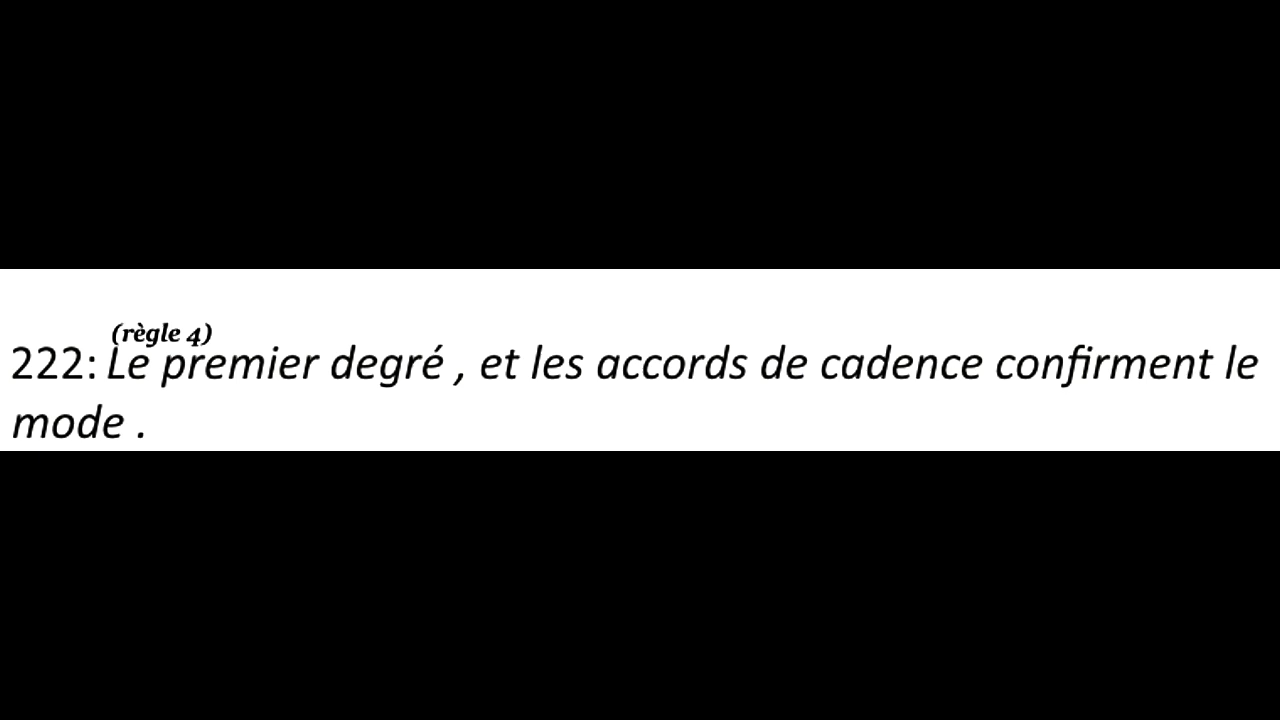 (règle 4)
222: Le premier degré , et les accords de cadence confirment le
mode .